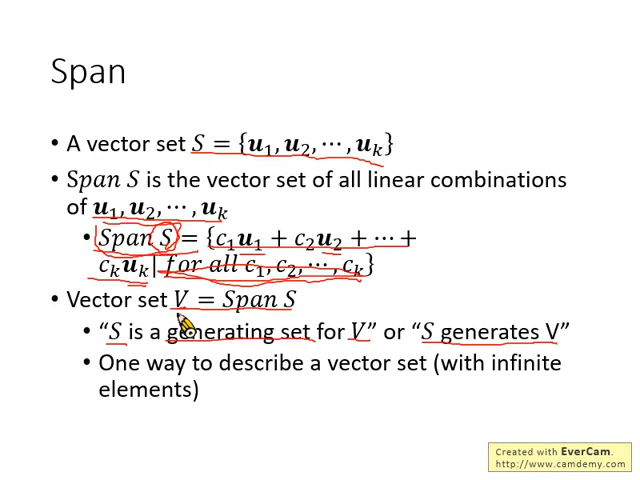 Span
• A vector set 𝑆 = {𝒖₁, 𝒖₂, ⋯, 𝒖ₖ}
• Span 𝑆 is the vector set of all linear combinations
of 𝒖₁, 𝒖₂, ⋯, 𝒖ₖ
• 𝑆𝑝𝑎𝑛 𝑆 = {𝑐₁𝒖₁ + 𝑐₂𝒖₂ + ⋯ +
𝑐ₖ𝒖ₖ| 𝑓𝑜𝑟 𝑎𝑙𝑙 𝑐₁, 𝑐₂, ⋯, 𝑐ₖ}
• Vector set 𝑉 = 𝑆𝑝𝑎𝑛 𝑆
• “𝑆 is a generating set for 𝑉” or “𝑆 generates V”
• One way to describe a vector set (with infinite
elements)
Created with EverCam.
http://www.camdemy.com